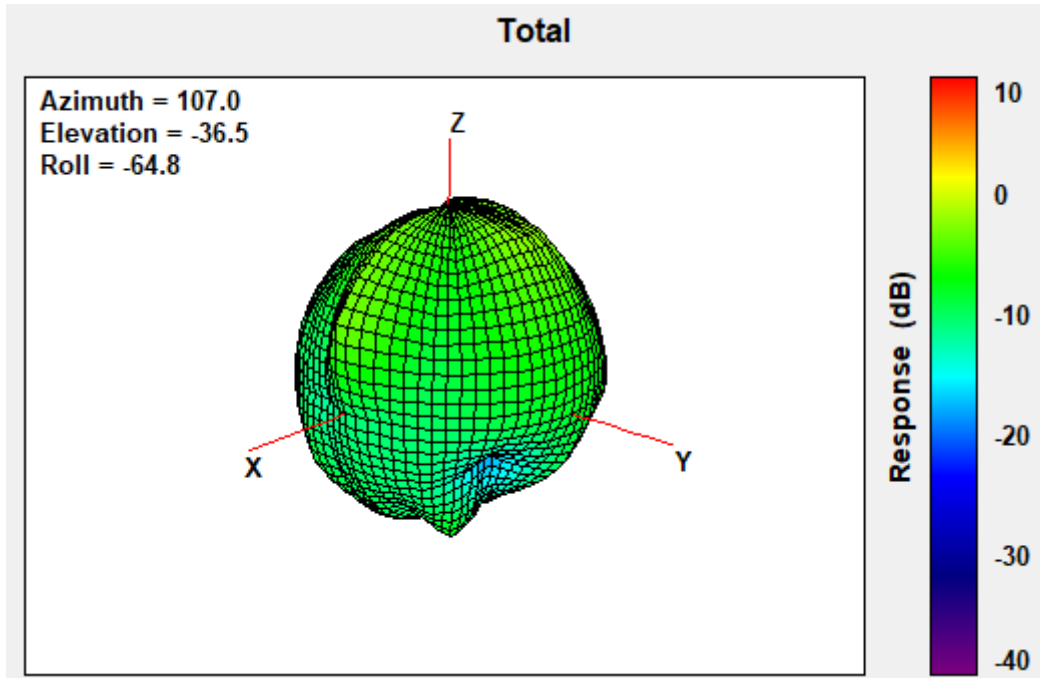 Total
Azimuth = 107.0
Elevation = -36.5
Roll = -64.8
Z
X
Y
10
0
-10
-20
-30
-40
Response (dB)